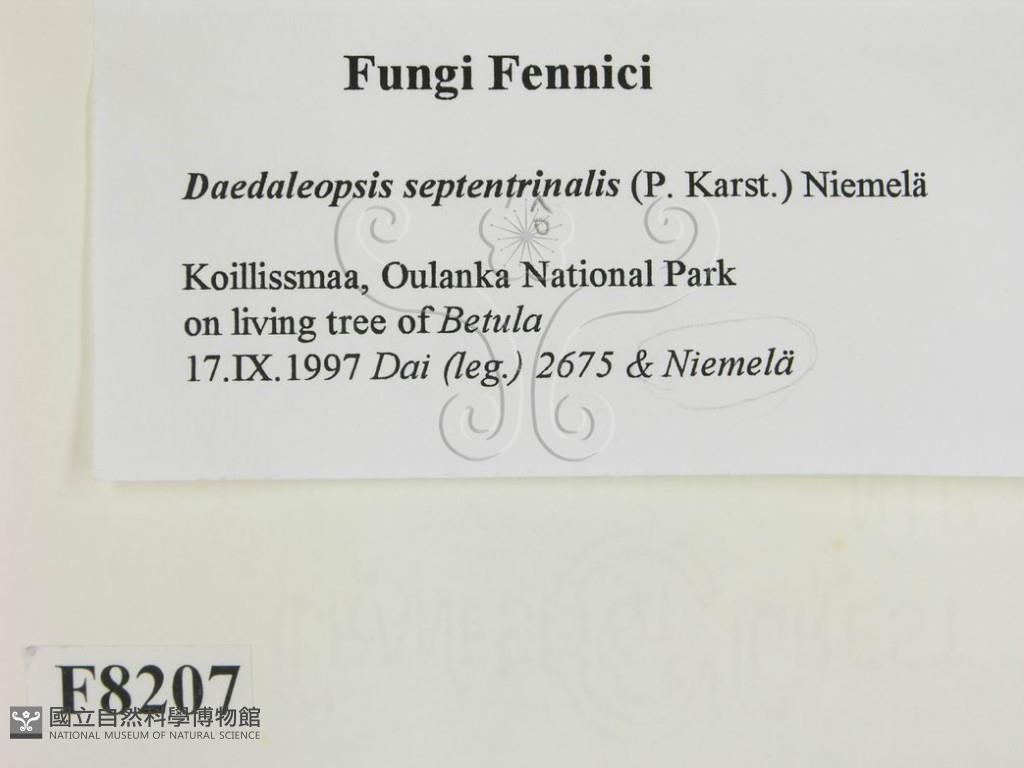 Fungi Fennici
Daedaleopsis septentrinalis (P. Karst.) Niemelä
o
Koillissmaa, Oulanka National Park
on living tree of Betula
17.IX.1997 Dai (leg.) 2675 & Niemelä
F8207
國立自然科學博物館
NATIONAL MUSEUM OF NATURAL SCIENCE